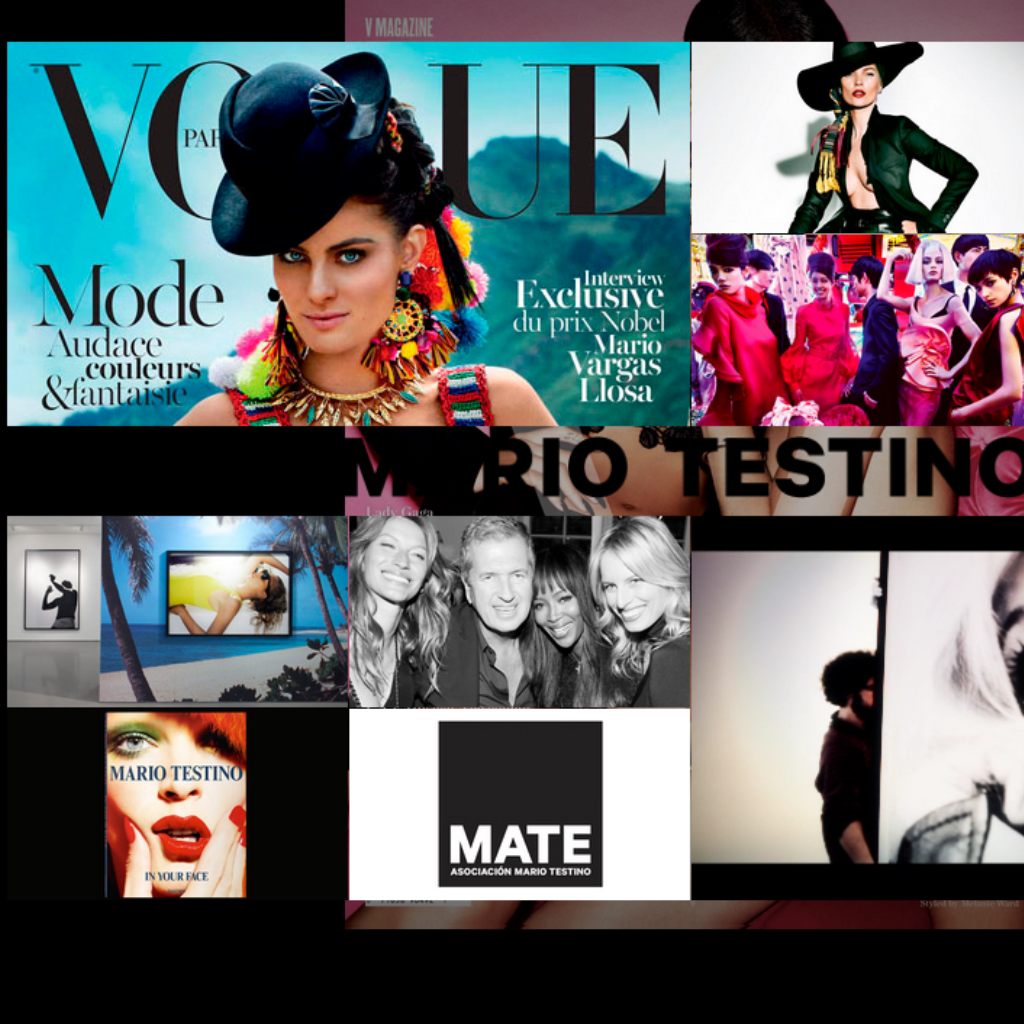 V MAGAZINE
VOGUE
PAR
Mode
Audace
couleurs
&fantaisie
Interview
Exclusive
du prix Nobel
Mario
Vargas
Llosa
MARIO TESTINO
Lady Gaga
MARIO TESTINO
IN YOUR FACE
MATE
ASOCIACIÓN MARIO TESTINO
Styled by Melanie Ward